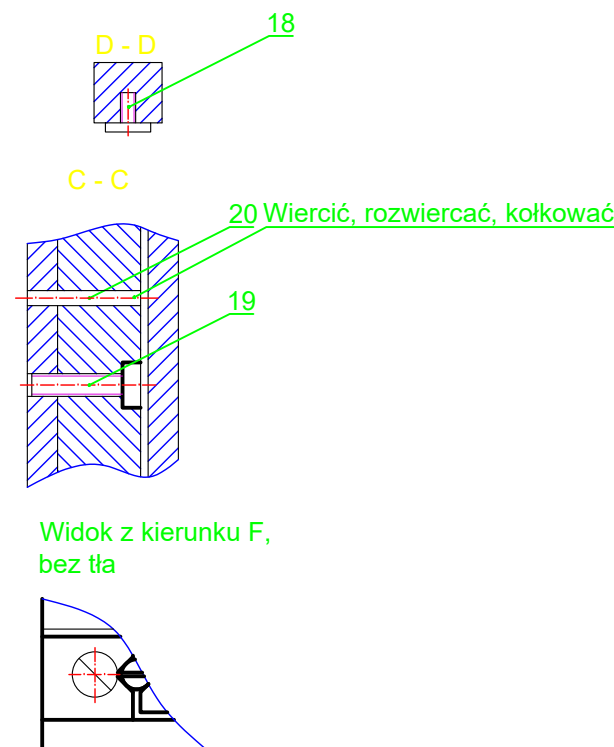 18
D - D
C - C
20 Wiercić, rozwiercać, kołkować
19
Widok z kierunku F,
bez tła